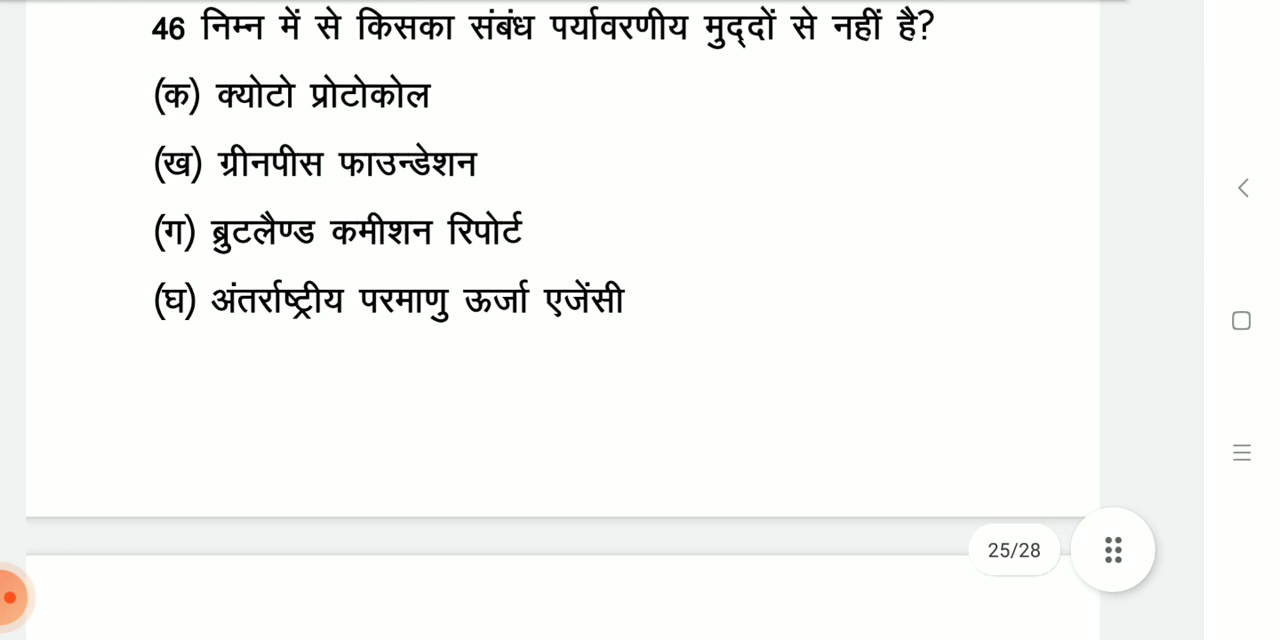 46 निम्न में से किसका संबंध पर्यावरणीय मुद्‌दों से नहीं है?
(क) क्योटो प्रोटोकोल
(ख) ग्रीनपीस फाउन्डेशन
(ग) ब्रुटलैण्ड कमीशन रिपोर्ट
(घ) अंतर्राष्ट्रीय परमाणु ऊर्जा एजेंसी
25/28